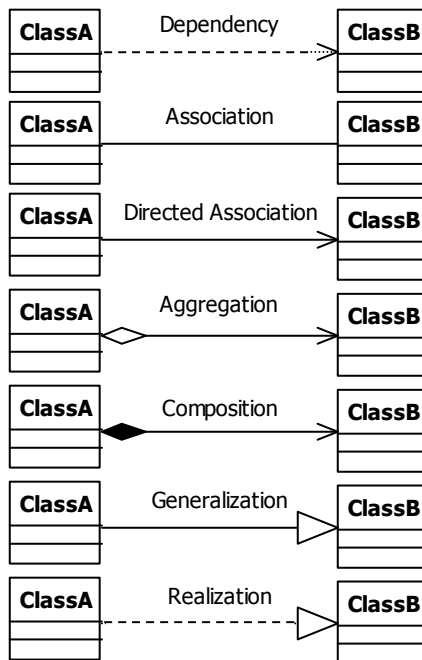 ClassA Dependency ClassB
ClassA Association ClassB
ClassA Directed Association ClassB
ClassA Aggregation ClassB
ClassA Composition ClassB
ClassA Generalization ClassB
ClassA Realization ClassB